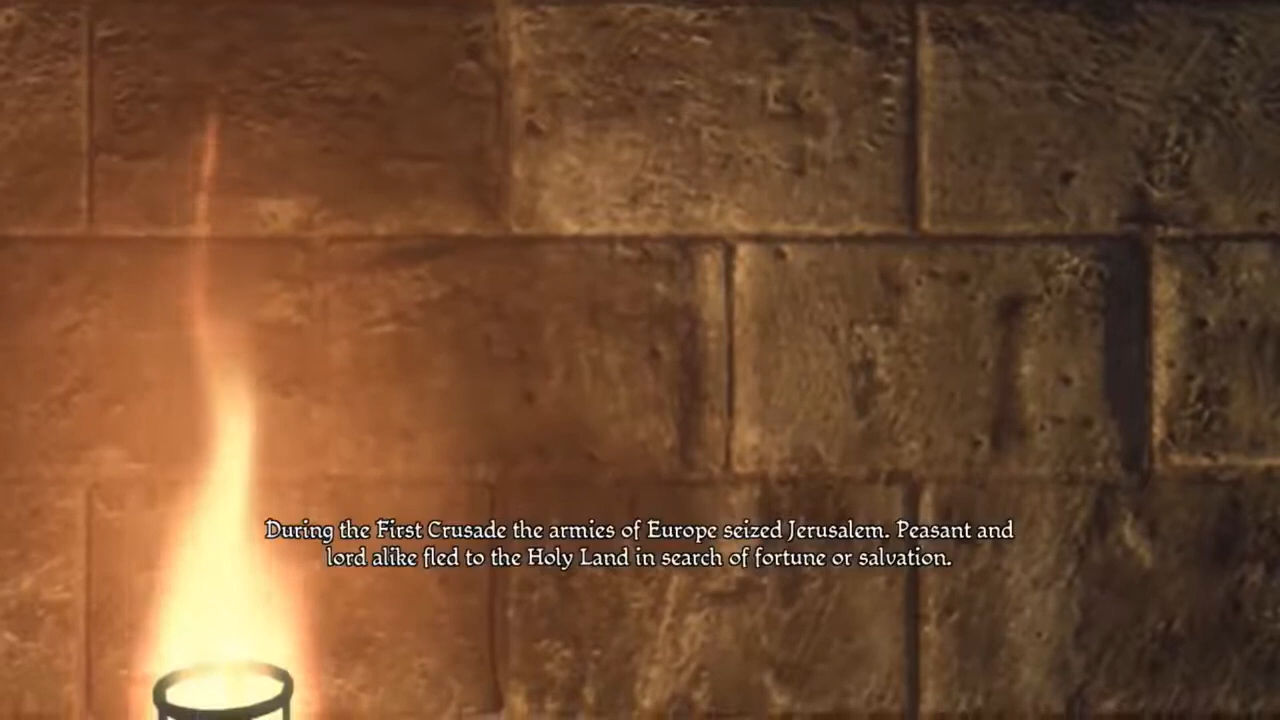 During the First Crusade the armies of Europe seized Jerusalem. Peasant and
lord alike fled to the Holy Land in search of fortune or salvation.